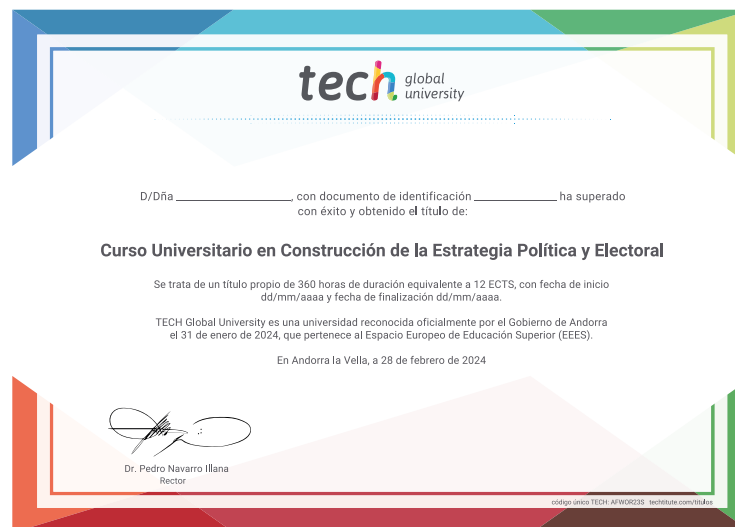 tech global university
D/Dña ______________, con documento de identificación __________ ha superado
con éxito y obtenido el título de:
Curso Universitario en Construcción de la Estrategia Política y Electoral
Se trata de un título propio de 360 horas de duración equivalente a 12 ECTS, con fecha de inicio
dd/mm/aaaa y fecha de finalización dd/mm/aaaa.
TECH Global University es una universidad reconocida oficialmente por el Gobierno de Andorra
el 31 de enero de 2024, que pertenece al Espacio Europeo de Educación Superior (EEES).
En Andorra la Vella, a 28 de febrero de 2024
Dr. Pedro Navarro Illana
Rector
código único TECH: AFWOR23S techtitute.com/titulos